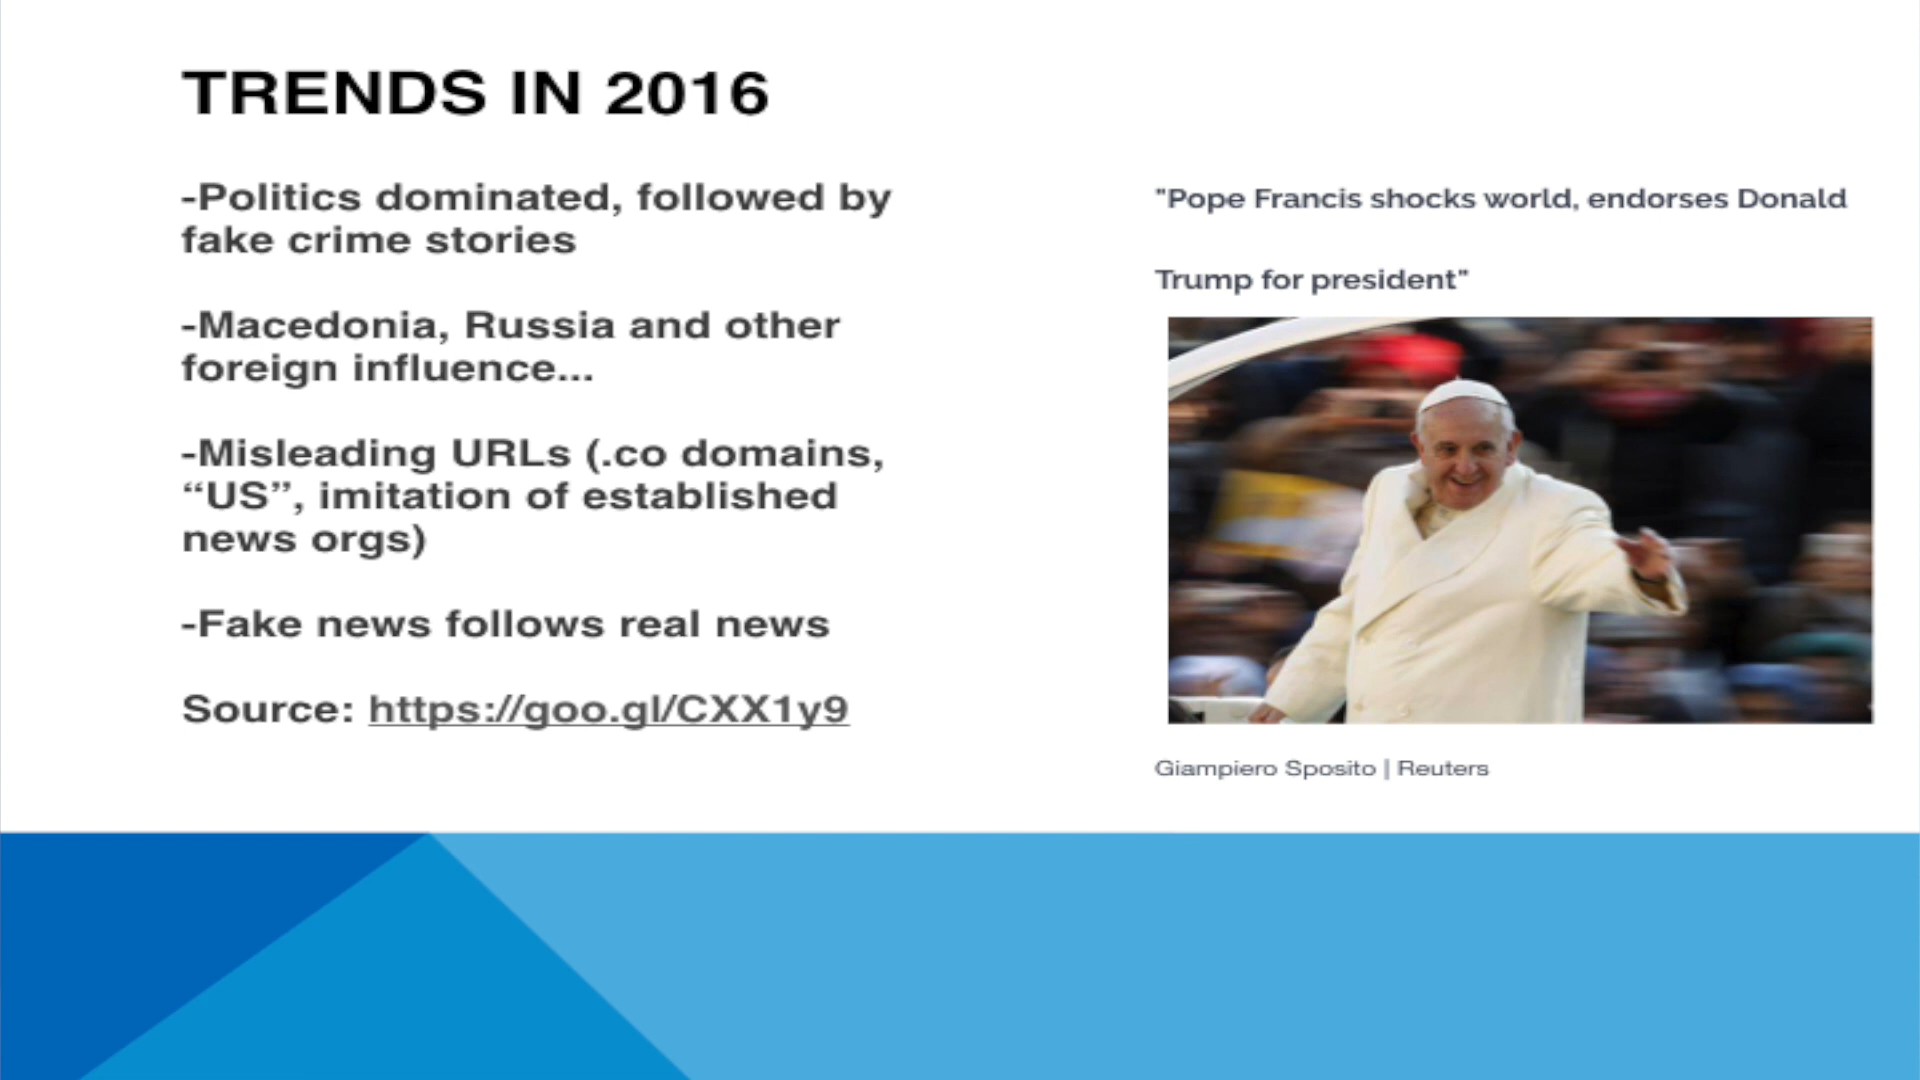 TRENDS IN 2016
-Politics dominated, followed by
fake crime stories
-Macedonia, Russia and other
foreign influence...
-Misleading URLs (.co domains,
“US”, imitation of established
news orgs)
-Fake news follows real news
Source: https://goo.gl/CXX1y9
"Pope Francis shocks world, endorses Donald
Trump for president"
Giampiero Sposito | Reuters